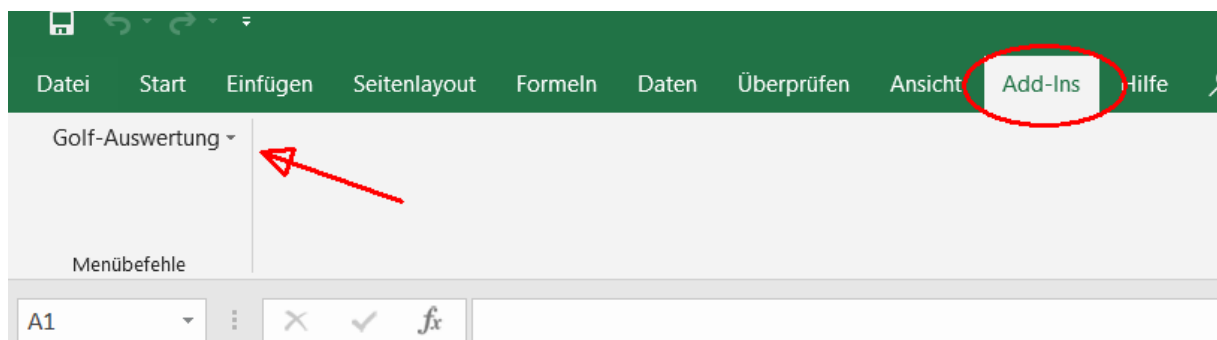 Datei Start Einfügen Seitenlayout Formeln Daten Überprüfen Ansicht Add-Ins Hilfe
Golf-Auswertung
Menübefehle
A1 fx